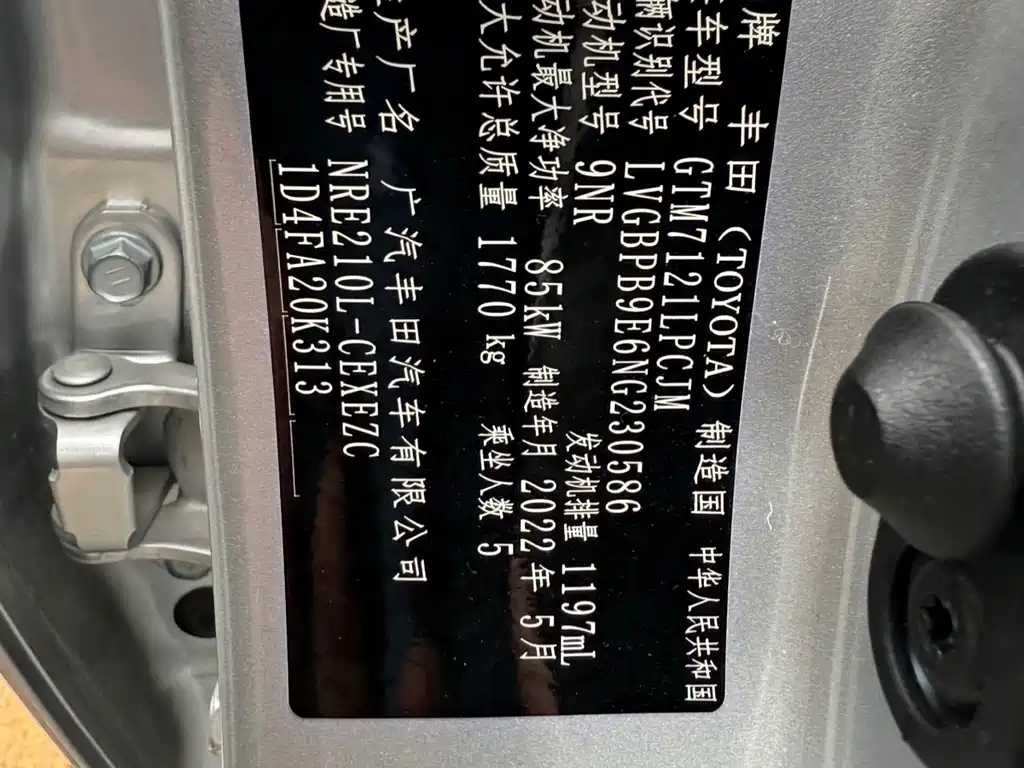 牌 丰田 (TOYOTA) 制造国 中华人民共和国
车型号 GTM7121LPCJM
辆识别代号 LVGBPB9E6NG230586
动机型号 9NR 发动机排量 1197mL
动机最大净功率 85kW 制造年月 2022年 5月
大允许总质量 1770 kg 乘坐人数 5
产厂名 广汽丰田汽车有限公司
造厂专用号 NRE210L-CEXEZC
1D4FA20K313